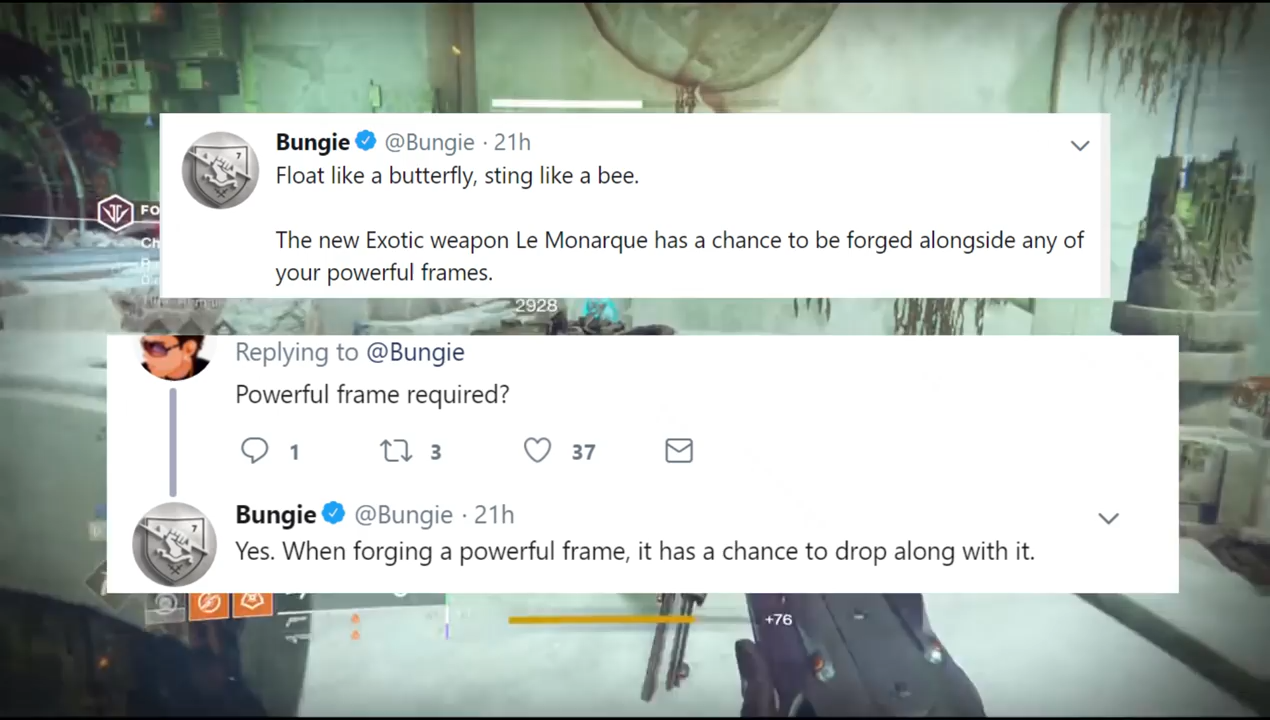 Bungie @Bungie · 21h
Float like a butterfly, sting like a bee.
The new Exotic weapon Le Monarque has a chance to be forged alongside any of
your powerful frames.
FO
Ch
2928
Replying to @Bungie
Powerful frame required?
1 3 37
Bungie @Bungie · 21h
Yes. When forging a powerful frame, it has a chance to drop along with it.
+76